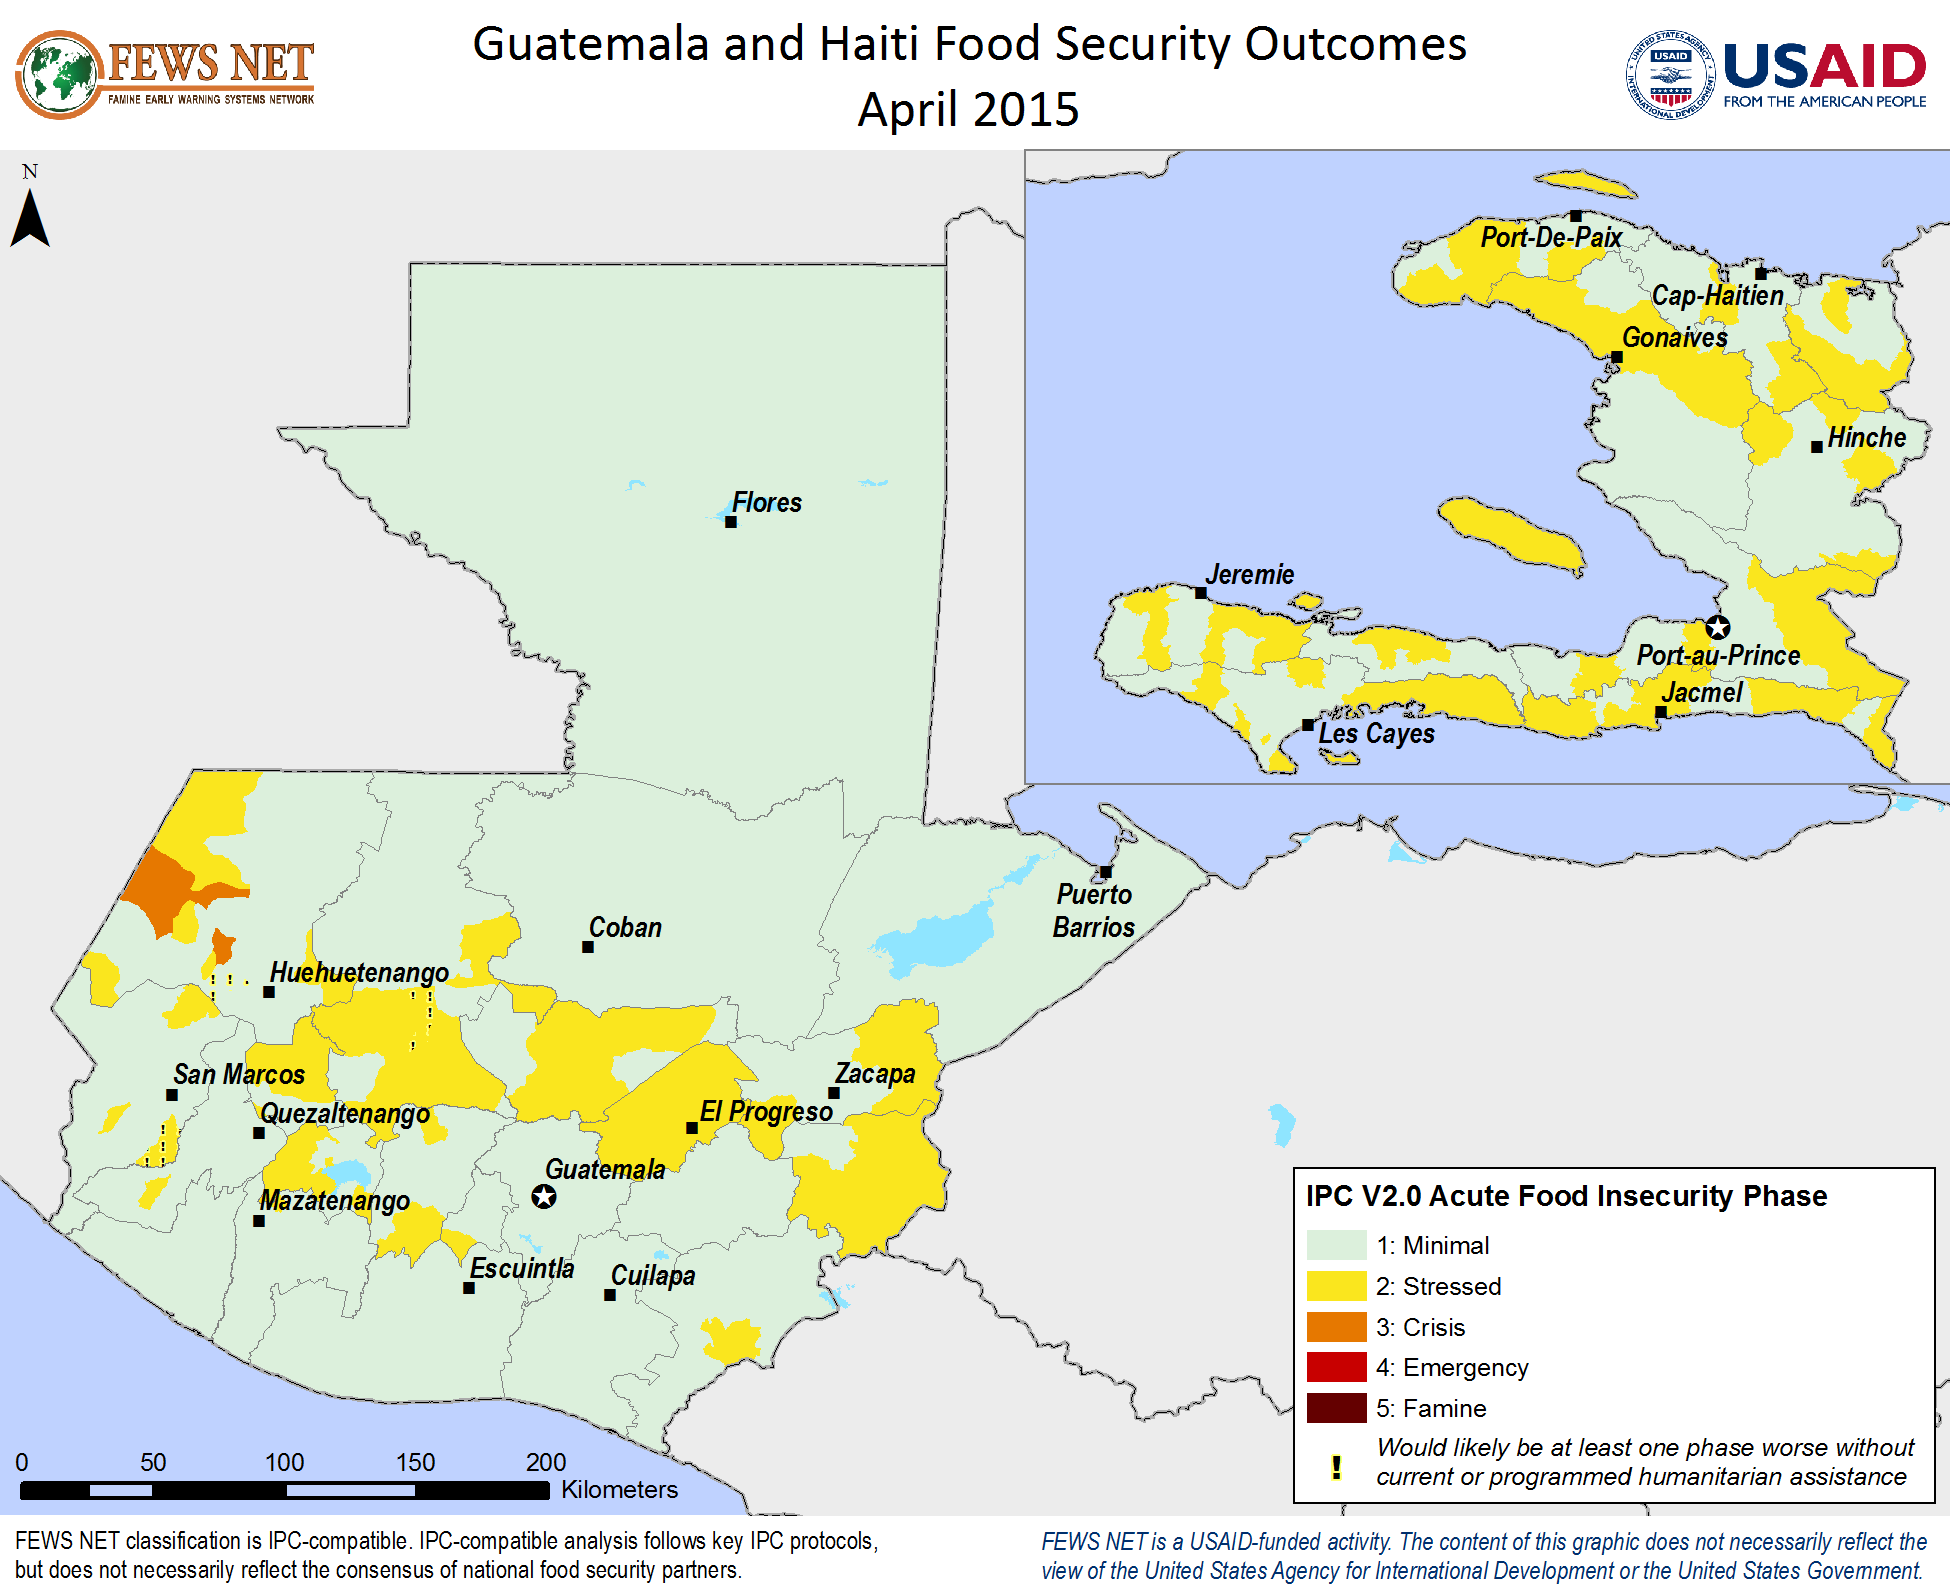 FEWS NET
FAMINE EARLY WARNING SYSTEMS NETWORK
Guatemala and Haiti Food Security Outcomes
April 2015
UNITED STATES AGENCY
USAID
INTERNATIONAL DEVELOPMENT
USAID
FROM THE AMERICAN PEOPLE
N
Port-De-Paix
Cap-Haitien
Gonaives
Hinche
Jeremie
Port-au-Prince
Jacmel
Les Cayes
Flores
Puerto
Barrios
Coban
Huehuetenango
San Marcos
Zacapa
Quezaltenango
El Progreso
Guatemala
Mazatenango
Escuintla
Cuilapa
IPC V2.0 Acute Food Insecurity Phase
1: Minimal
2: Stressed
3: Crisis
4: Emergency
5: Famine
! Would likely be at least one phase worse without
current or programmed humanitarian assistance
0 50 100 150 200
Kilometers
FEWS NET classification is IPC-compatible. IPC-compatible analysis follows key IPC protocols,
but does not necessarily reflect the consensus of national food security partners.
FEWS NET is a USAID-funded activity. The content of this graphic does not necessarily reflect the
view of the United States Agency for International Development or the United States Government.